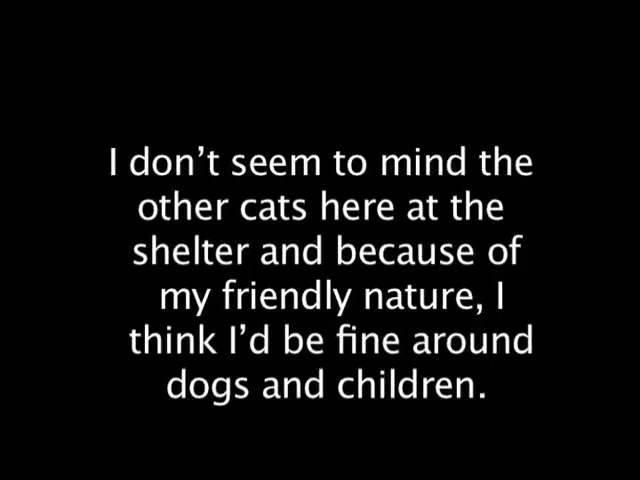 I don’t seem to mind the
other cats here at the
shelter and because of
my friendly nature, I
think I’d be fine around
dogs and children.